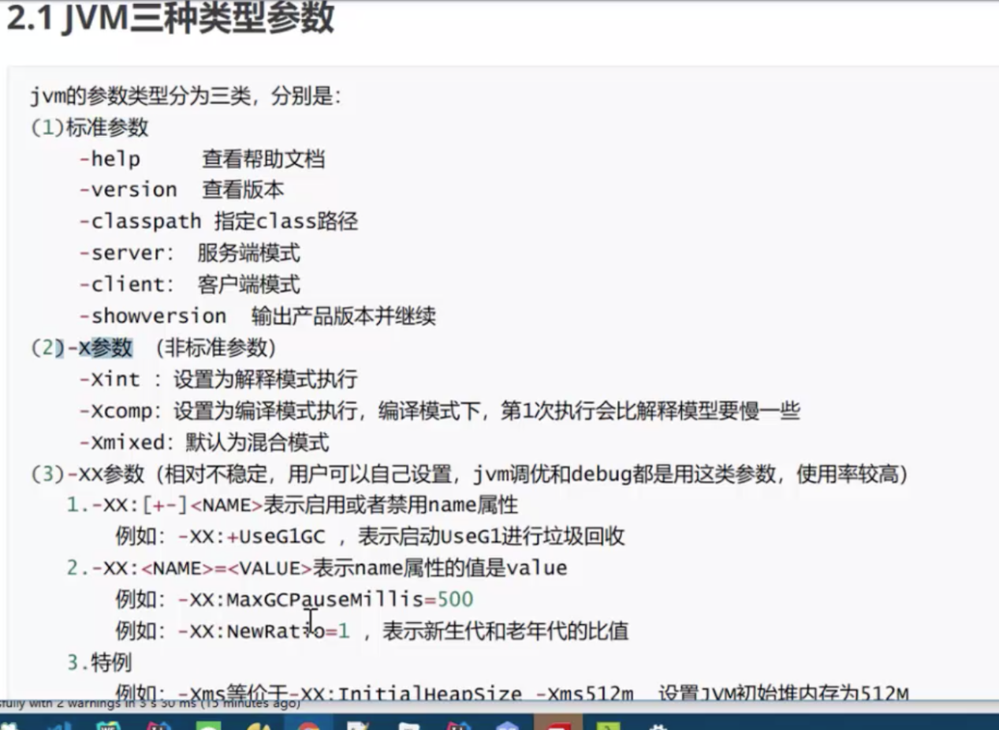 2.1 JVM三种类型参数
jvm的参数类型分为三类，分别是：
(1)标准参数
-help 查看帮助文档
-version 查看版本
-classpath 指定class路径
-server： 服务端模式
-client： 客户端模式
-showversion 输出产品版本并继续
(2)-X参数 （非标准参数）
-Xint ：设置为解释模式执行
-Xcomp：设置为编译模式执行，编译模式下，第1次执行会比解释模型要慢一些
-Xmixed：默认为混合模式
(3)-XX参数（相对不稳定，用户可以自己设置，jvm调优和debug都是用这类参数，使用率较高）
1.-XX:[+-]<NAME>表示启用或者禁用name属性
例如：-XX:+UseG1GC ，表示启动UseG1进行垃圾回收
2.-XX:<NAME>=<VALUE>表示name属性的值是value
例如：-XX:MaxGCPauseMillis=500
例如：-XX:NewRatio=1 ，表示新生代和老年代的比值
3.特例
例如：-Xms等价于-XX:InitialHeapSize -Xms512m 设置JVM初始堆内存为512M
sfully with 2 warnings in 3 s 30 ms (15 minutes ago)